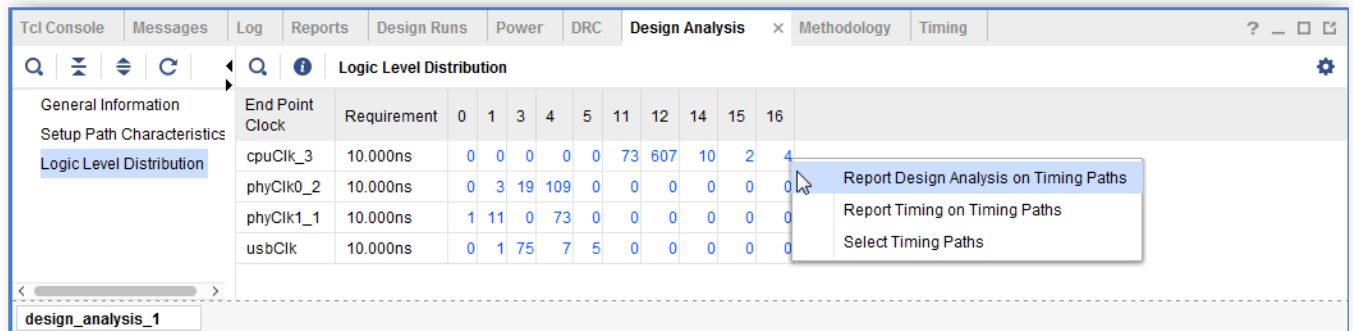 Tcl Console Messages Log Reports Design Runs Power DRC Design Analysis × Methodology Timing ?
Logic Level Distribution
General Information
Setup Path Characteristics
Logic Level Distribution
End Point Clock Requirement 0 1 3 4 5 11 12 14 15 16
cpuClk_3 10.000ns 0 0 0 0 0 73 607 10 2 4
phyClk0_2 10.000ns 0 3 19 109 0 0 0 0 0 0
phyClk1_1 10.000ns 1 11 0 73 0 0 0 0 0 0
usbClk 10.000ns 0 1 75 7 5 0 0 0 0 0
Report Design Analysis on Timing Paths
Report Timing on Timing Paths
Select Timing Paths
design_analysis_1